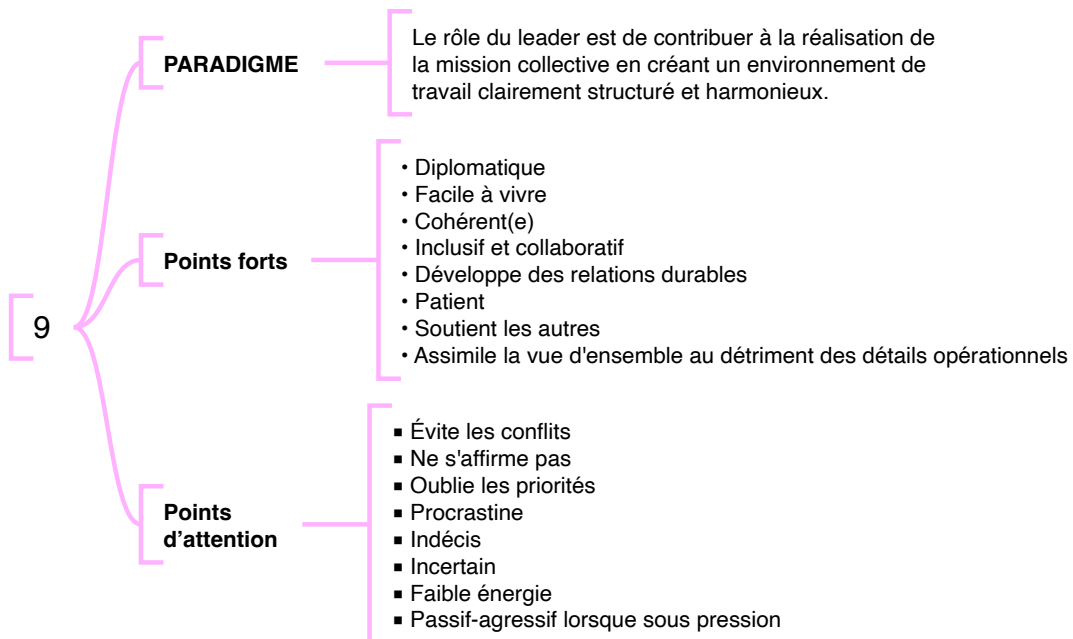 9
PARADIGME
Le rôle du leader est de contribuer à la réalisation de
la mission collective en créant un environnement de
travail clairement structuré et harmonieux.
Points forts
• Diplomatique
• Facile à vivre
• Cohérent(e)
• Inclusif et collaboratif
• Développe des relations durables
• Patient
• Soutient les autres
• Assimile la vue d'ensemble au détriment des détails opérationnels
Points
d’attention
▪ Évite les conflits
▪ Ne s'affirme pas
▪ Oublie les priorités
▪ Procrastine
▪ Indécis
▪ Incertain
▪ Faible énergie
▪ Passif-agressif lorsque sous pression